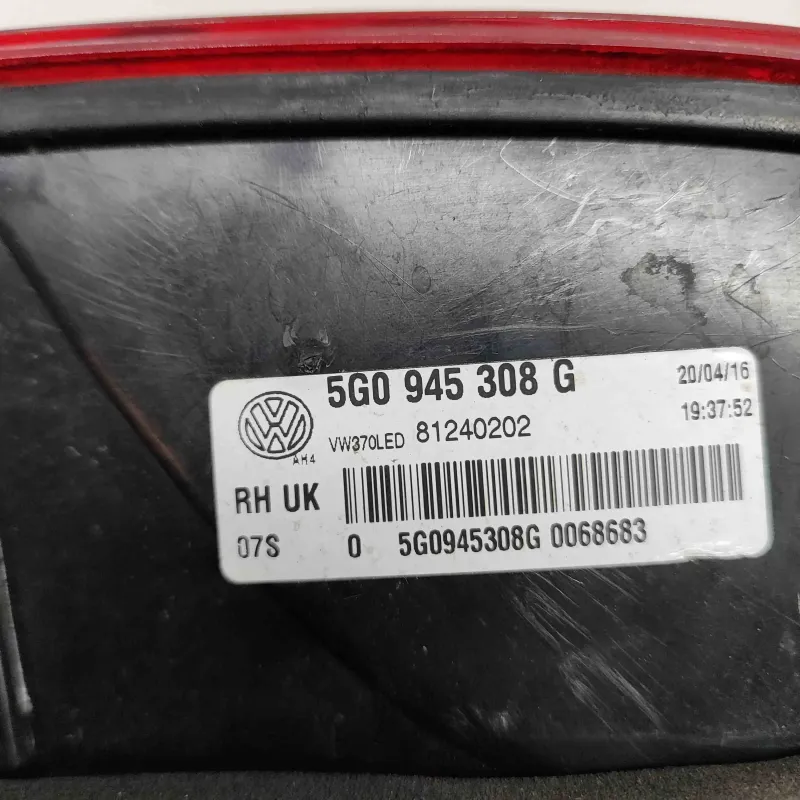 5G0 945 308 G 20/04/16
VW370LED 81240202 19:37:52
AH4
RH UK
07S 0 5G0945308G 0068683